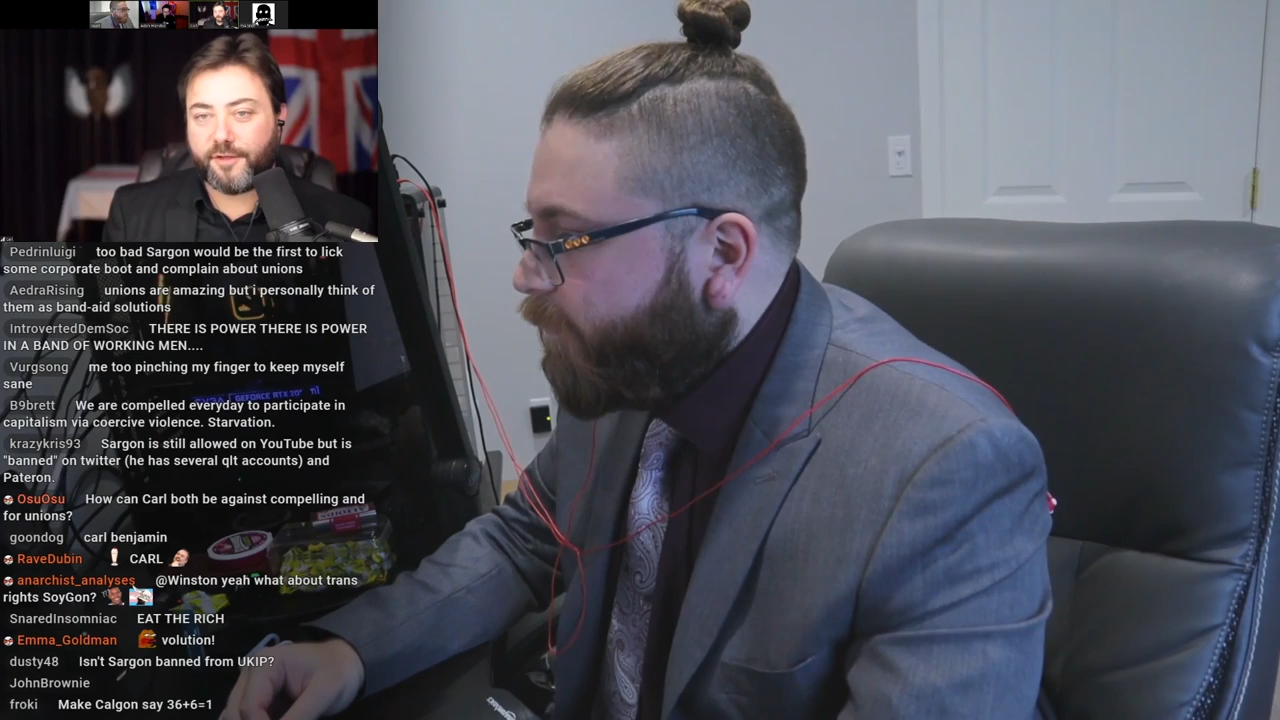 Pedrinluigi too bad Sargon would be the first to lick
some corporate boot and complain about unions
AedraRising unions are amazing but i personally think of
them as band-aid solutions
IntrovertedDemSoc THERE IS POWER THERE IS POWER
IN A BAND OF WORKING MEN....
Vurgsong me too pinching my finger to keep myself
sane
GEFORCE RTX
B9brett We are compelled everyday to participate in
capitalism via coercive violence. Starvation.
krazykris93 Sargon is still allowed on YouTube but is
"banned" on twitter (he has several qlt accounts) and
Pateron.
OsuOsu How can Carl both be against compelling and
for unions?
goondog carl benjamin
RaveDubin CARL
anarchist_analyses @Winston yeah what about trans
rights SoyGon?
SnaredInsomniac EAT THE RICH
Emma_Goldman volution!
dusty48 Isn't Sargon banned from UKIP?
JohnBrownie
froki Make Calgon say 36+6=1